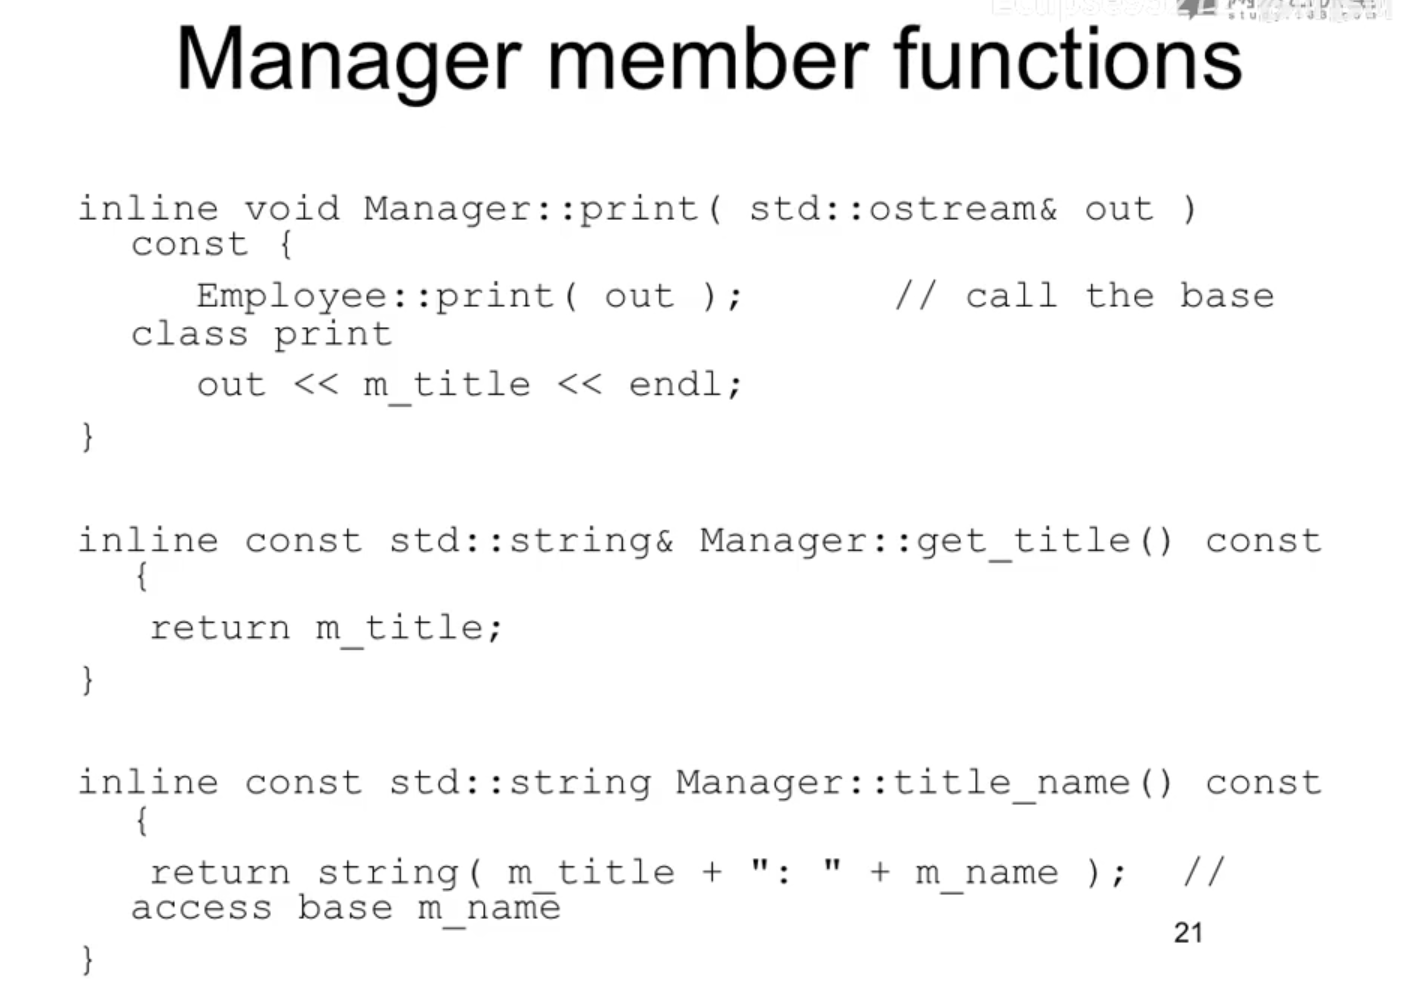 Manager member functions
inline void Manager::print( std::ostream& out )
const {
Employee::print( out ); // call the base
class print
out << m_title << endl;
}
inline const std::string& Manager::get_title() const
{
return m_title;
}
inline const std::string Manager::title_name() const
{
return string( m_title + ": " + m_name ); //
access base m_name
21
}